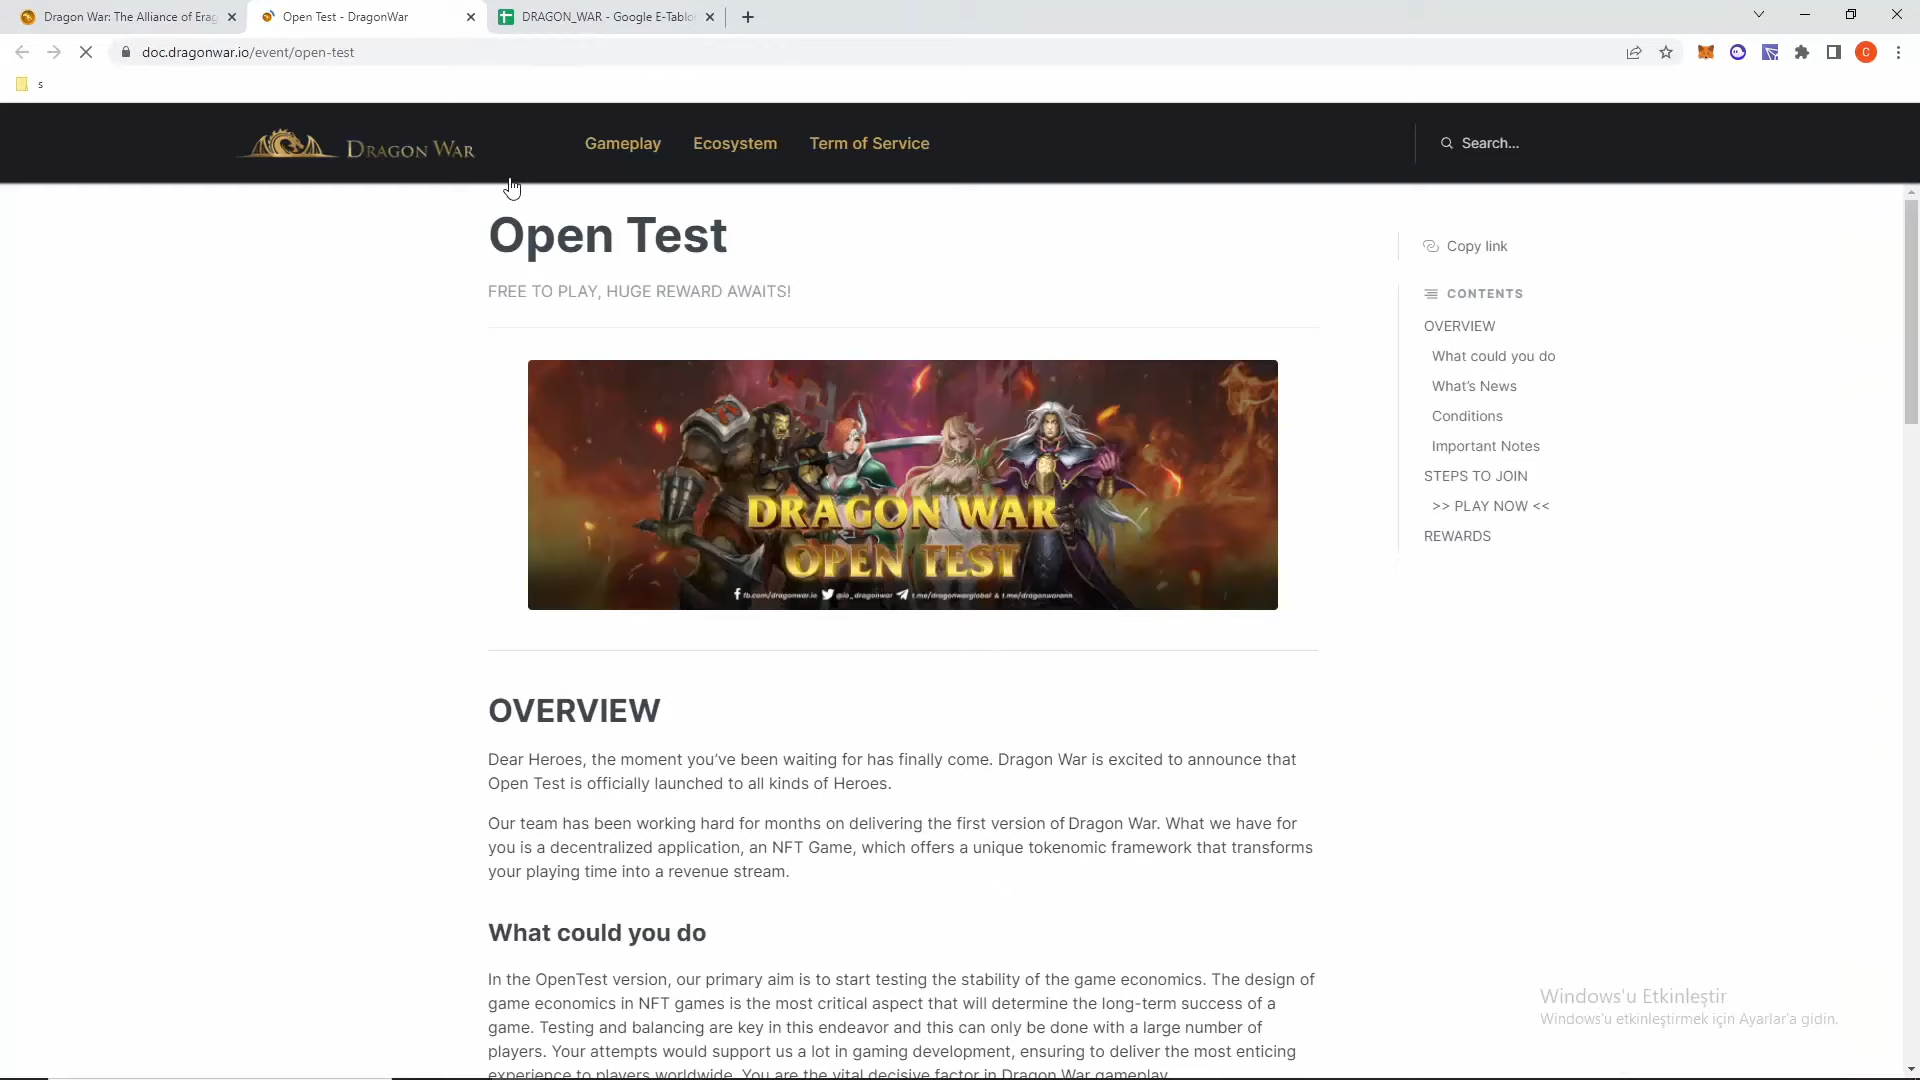 Dragon War: The Alliance of Erag
Open Test - DragonWar
DRAGON_WAR - Google E-Tablo
doc.dragonwar.io/event/open-test
C
s
DRAGON WAR
Gameplay
Ecosystem
Term of Service
Search...
Open Test
FREE TO PLAY, HUGE REWARD AWAITS!
DRAGON WAR
OPEN TEST
fb.com/dragonwar.io @io_dragonwar t.me/dragonwarglobal & t.me/dragonwarann
Copy link
CONTENTS
OVERVIEW
What could you do
What's News
Conditions
Important Notes
STEPS TO JOIN
>> PLAY NOW <<
REWARDS
OVERVIEW
Dear Heroes, the moment you've been waiting for has finally come. Dragon War is excited to announce that
Open Test is officially launched to all kinds of Heroes.
Our team has been working hard for months on delivering the first version of Dragon War. What we have for
you is a decentralized application, an NFT Game, which offers a unique tokenomic framework that transforms
your playing time into a revenue stream.
What could you do
In the OpenTest version, our primary aim is to start testing the stability of the game economics. The design of
game economics in NFT games is the most critical aspect that will determine the long-term success of a
game. Testing and balancing are key in this endeavor and this can only be done with a large number of
players. Your attempts would support us a lot in gaming development, ensuring to deliver the most enticing
experience to players worldwide. You are the vital decisive factor in Dragon War gameplay.
Windows'u Etkinleştir
Windows'u etkinleştirmek için Ayarlar'a gidin.